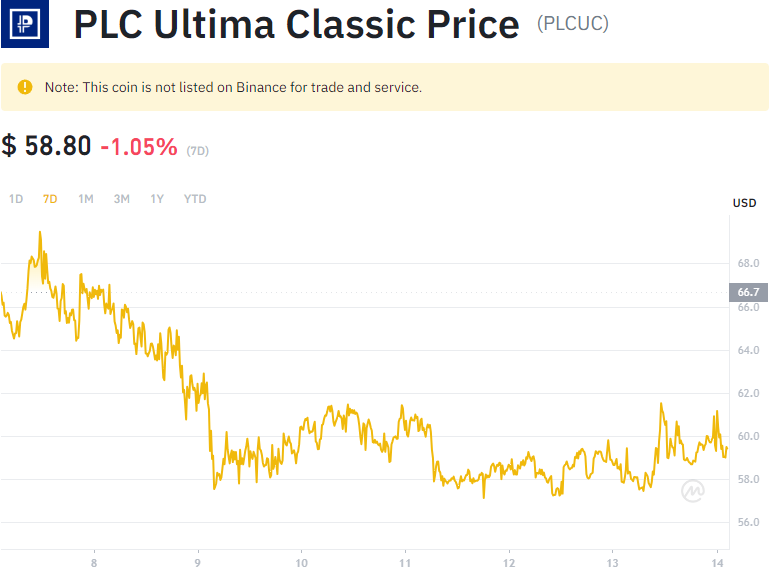 PLC Ultima Classic Price (PLCUC)
Note: This coin is not listed on Binance for trade and service.
$ 58.80 -1.05% (7D)
1D 7D 1M 3M 1Y YTD
USD
68.0
66.7
66.0
64.0
62.0
60.0
58.0
56.0
8 9 10 11 12 13 14